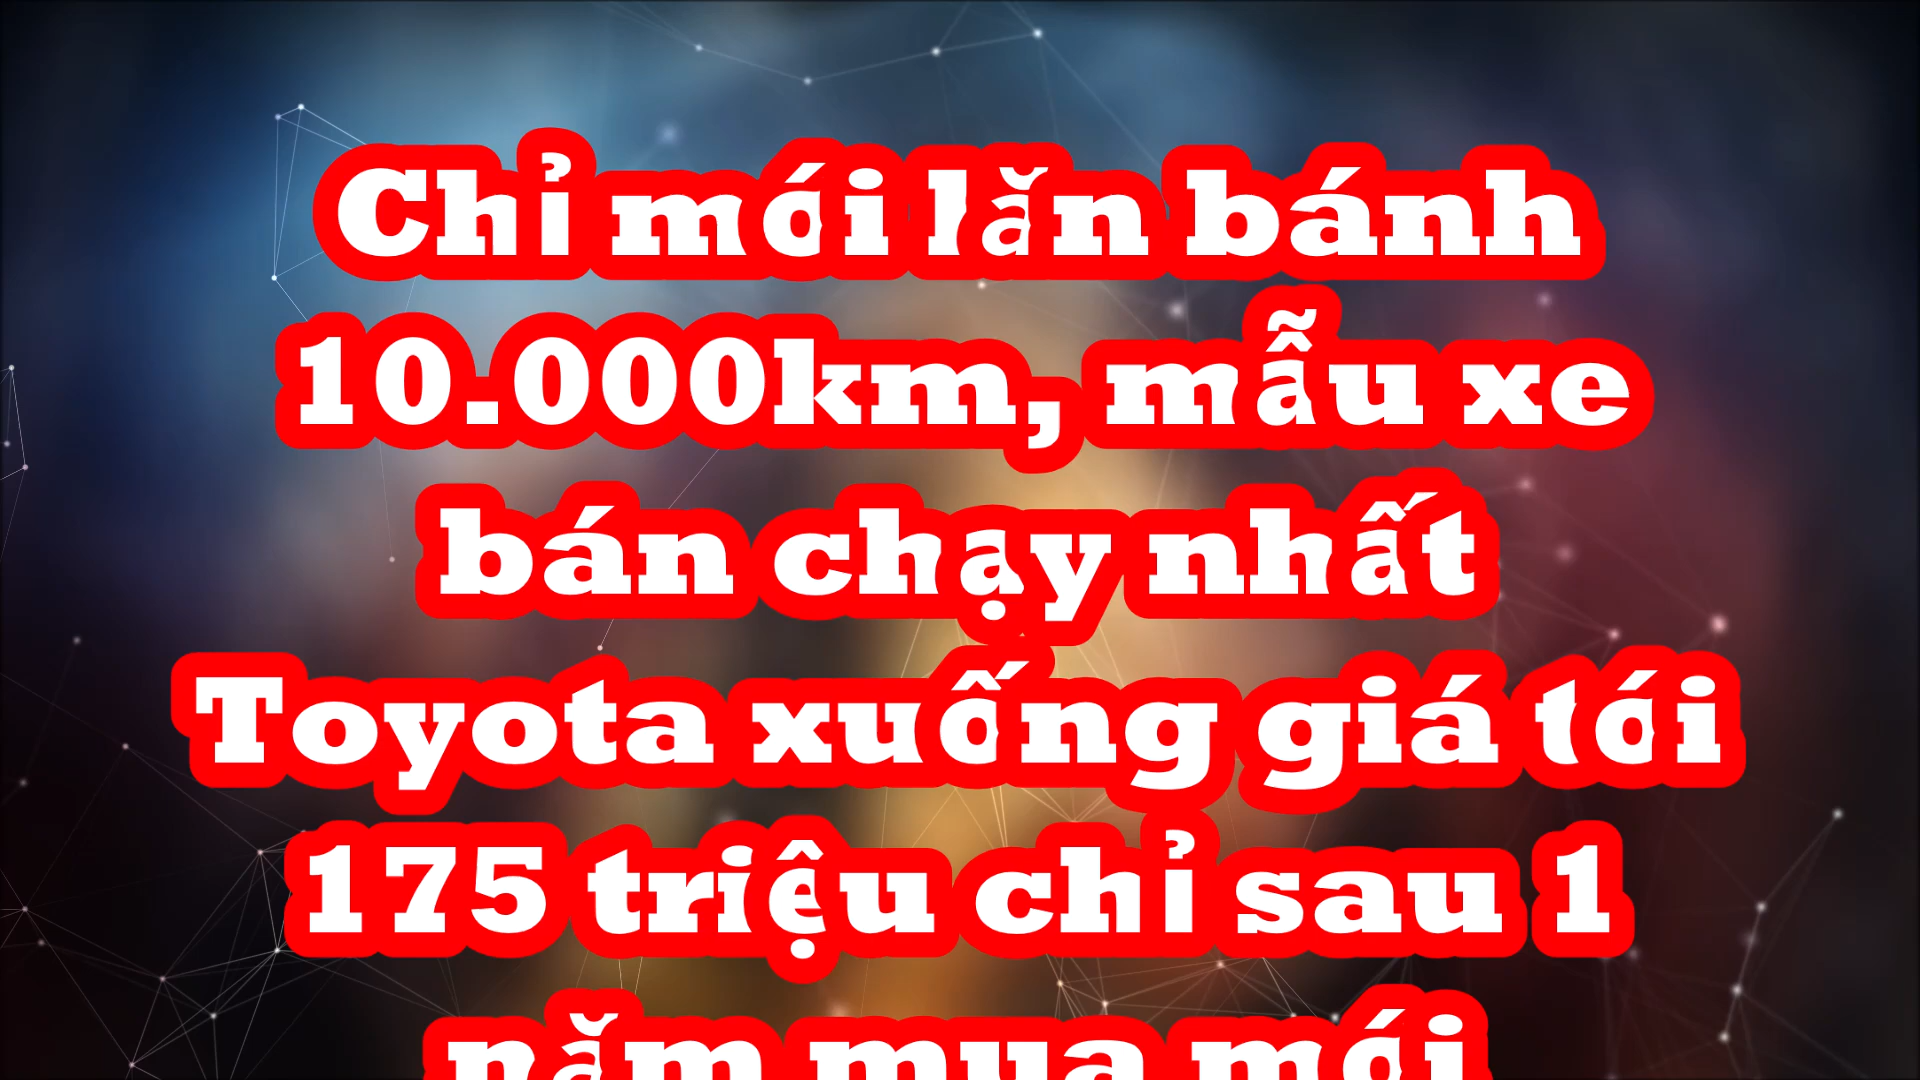 Chỉ mới lăn bánh
10.000km, mẫu xe
bán chạy nhất
Toyota xuống giá tới
175 triệu chỉ sau 1
năm mua mới